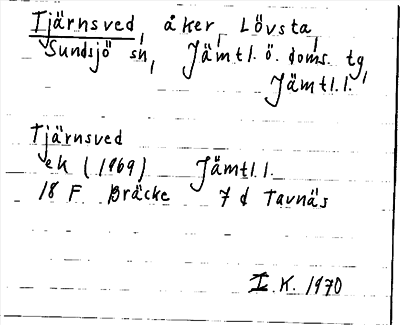 Tjärnsved, åker, Lövsta,
Sundsjö sn, Jämtl. ö. doms. tg,
Jämtl. l.
Tjärnsved
ek (1969) Jämtl. l.
18 F Bräcke 7 d Tavnäs
I.K. 1970